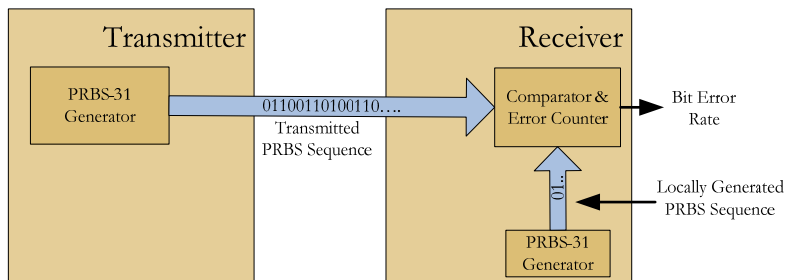 Transmitter
PRBS-31
Generator
01100110100110....
Transmitted
PRBS Sequence
Receiver
Comparator &
Error Counter
Bit Error
Rate
01..
Locally Generated
PRBS Sequence
PRBS-31
Generator